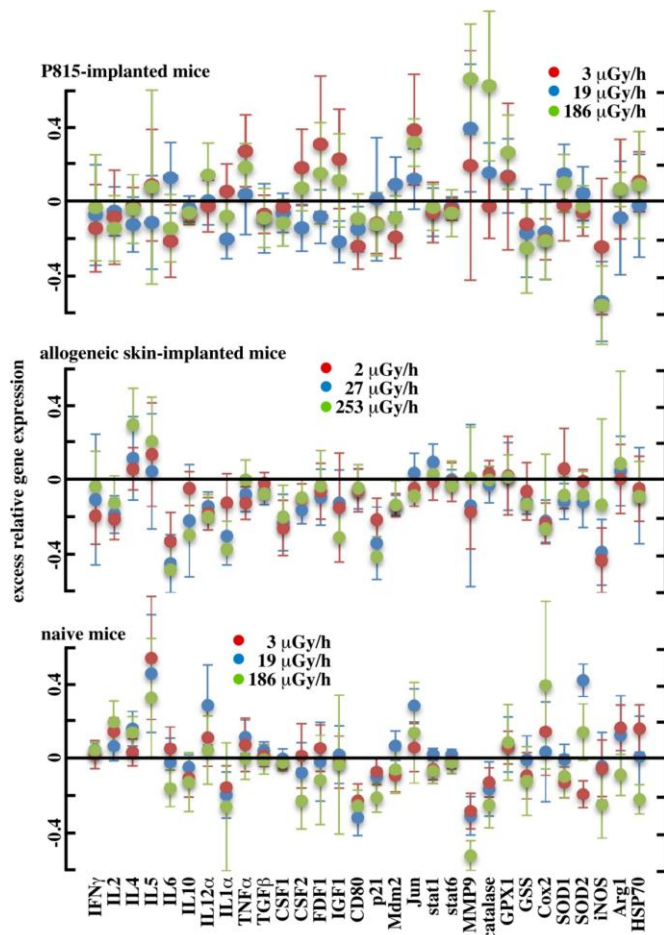 P815-implanted mice
3 μGy/h
19 μGy/h
186 μGy/h
0.4
0
-0.4
allogeneic skin-implanted mice
2 μGy/h
27 μGy/h
253 μGy/h
0.4
0
-0.4
excess relative gene expression
naive mice
3 μGy/h
19 μGy/h
186 μGy/h
0.4
0
-0.4
IFNγ
IL2
IL4
IL5
IL6
IL10
IL12α
IL1α
TNFα
TGFβ
CSF1
CSF2
FDF1
IGF1
CD80
p21
Mdm2
Jun
stat1
stat6
MMP9
catalase
GPX1
GSS
Cox2
SOD1
SOD2
iNOS
Arg1
HSP70